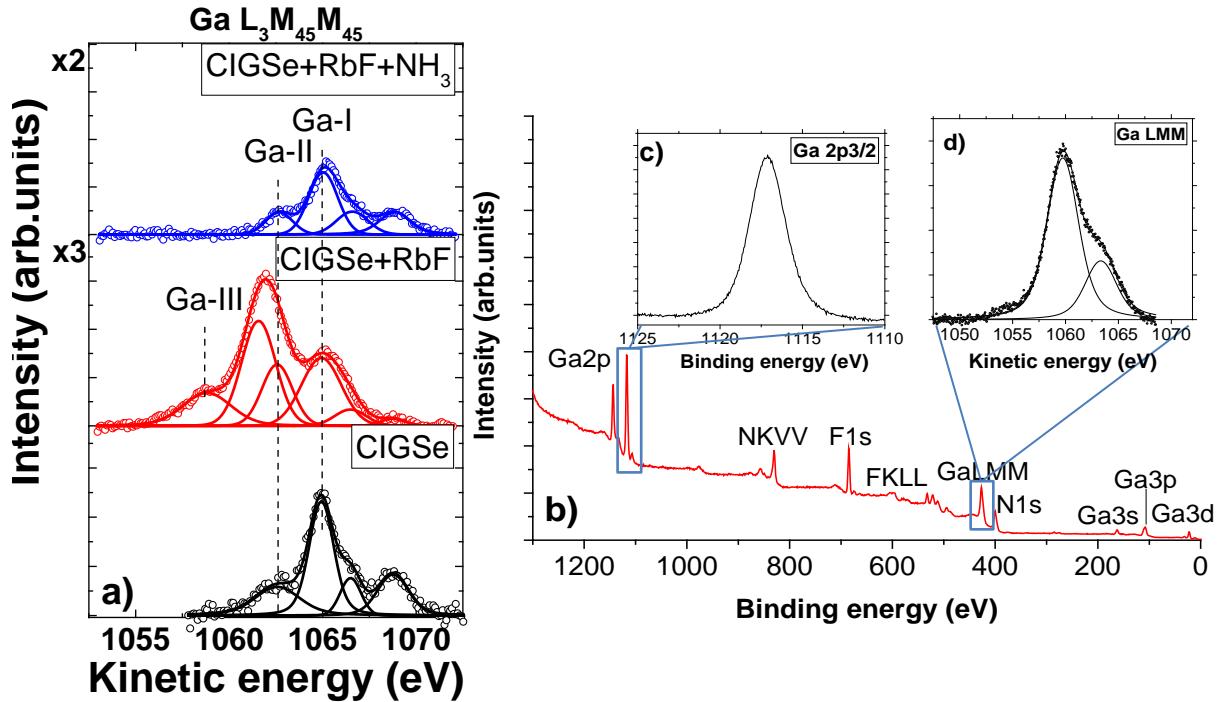 Ga L₃M₄₅M₄₅
x2
CIGSe+RbF+NH₃
Ga-I
Ga-II
x3
CIGSe+RbF
Ga-III
CIGSe
a)
1055 1060 1065 1070
Kinetic energy (eV)
Intensity (arb.units)
c)
Ga 2p3/2
1125 1120 1115 1110
Binding energy (eV)
d)
Ga LMM
1050 1055 1060 1065 1070
Kinetic energy (eV)
Intensity (arb.units)
Ga2p
NKVV
F1s
FKLL
GaLMM
N1s
Ga3s
Ga3p
Ga3d
b)
1200 1000 800 600 400 200 0
Binding energy (eV)